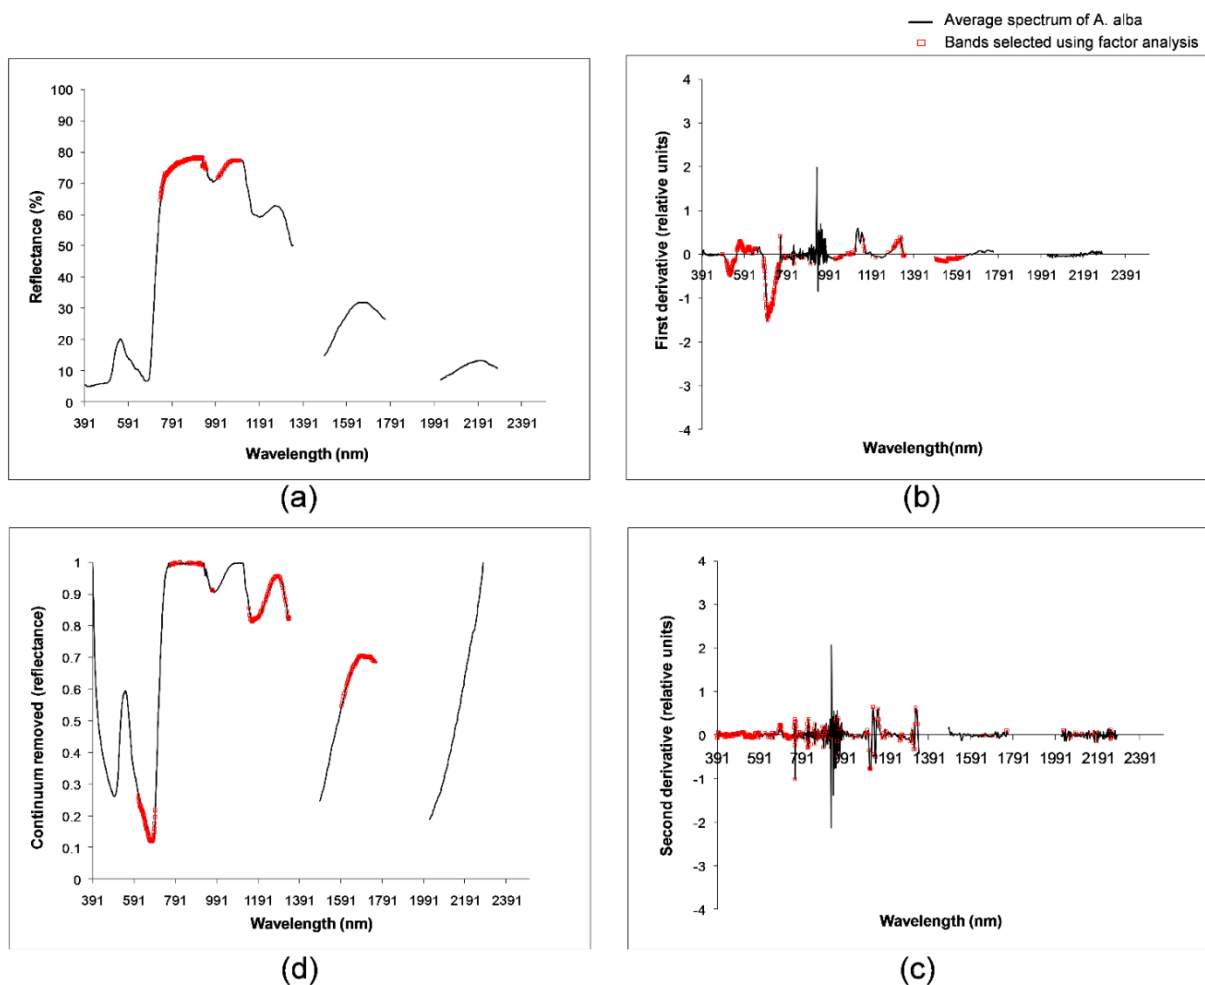 Average spectrum of A. alba
Bands selected using factor analysis
100
90
80
70
60
50
40
30
20
10
0
Reflectance (%)
391 591 791 991 1191 1391 1591 1791 1991 2191 2391
Wavelength (nm)
(a)
4
3
2
1
0
-1
-2
-3
-4
First derivative (relative units)
391 591 791 991 1191 1391 1591 1791 1991 2191 2391
Wavelength(nm)
(b)
1
0.9
0.8
0.7
0.6
0.5
0.4
0.3
0.2
0.1
0
Continuum removed (reflectance)
391 591 791 991 1191 1391 1591 1791 1991 2191 2391
Wavelength (nm)
(d)
4
3
2
1
0
-1
-2
-3
-4
Second derivative (relative units)
391 591 791 991 1191 1391 1591 1791 1991 2191 2391
Wavelength (nm)
(c)